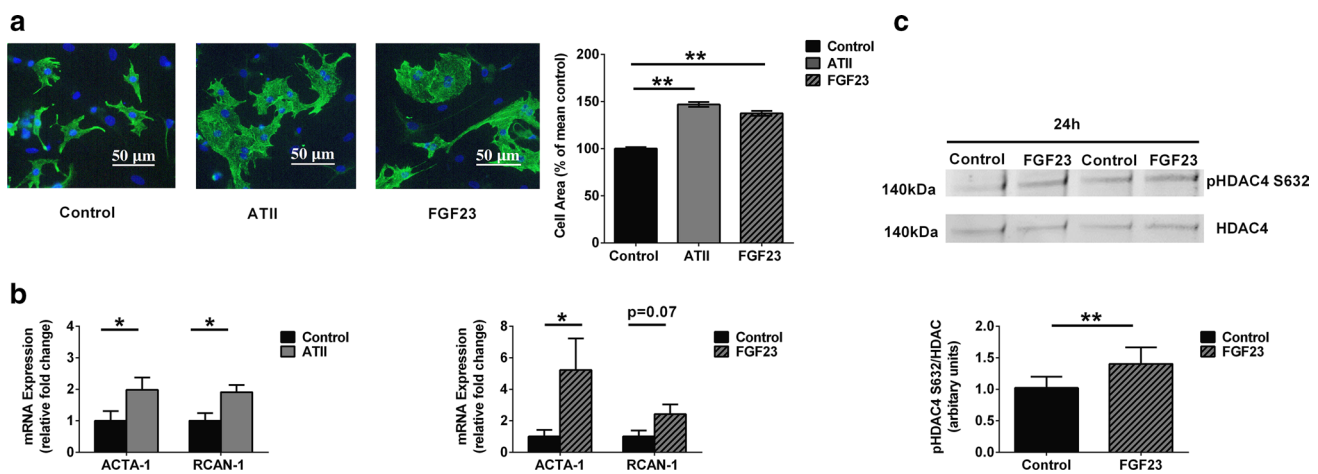 a
50 μm
50 μm
50 μm
Control
ATII
FGF23
Cell Area (% of mean control)
200
150
100
50
0
**
**
Control
ATII
FGF23
Control
ATII
FGF23
c
24h
Control FGF23 Control FGF23
140kDa
pHDAC4 S632
140kDa
HDAC4
b
mRNA Expression
(relative fold change)
4
3
2
1
0
*
*
ACTA-1
RCAN-1
Control
ATII
mRNA Expression
(relative fold change)
8
6
4
2
0
*
p=0.07
ACTA-1
RCAN-1
Control
FGF23
pHDAC4 S632/HDAC
(arbitary units)
2.0
1.5
1.0
0.5
0.0
**
Control
FGF23
Control
FGF23